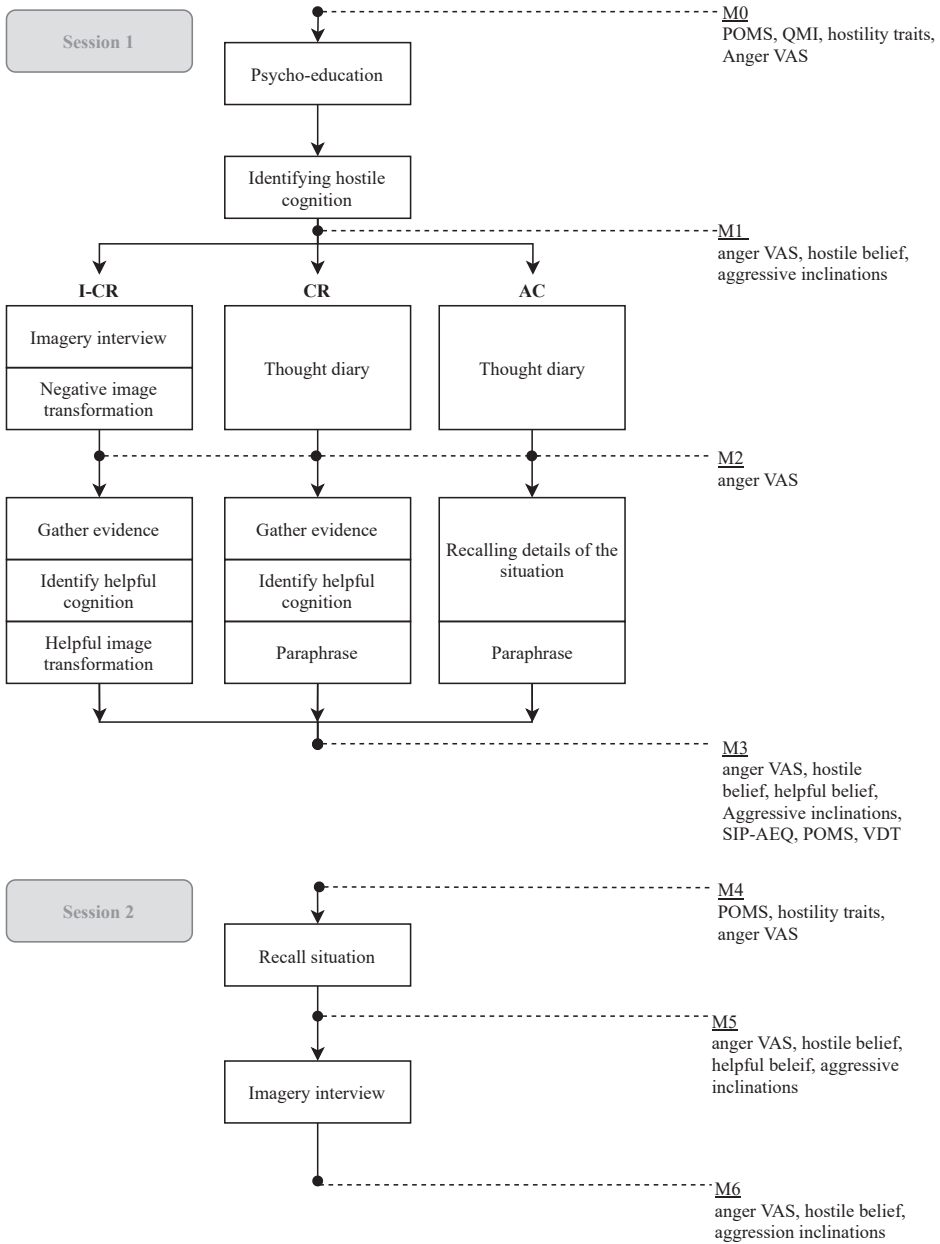 Session 1
M0
POMS, QMI, hostility traits,
Anger VAS
Psycho-education
Identifying hostile
cognition
M1
anger VAS, hostile belief,
aggressive inclinations
I-CR
CR
AC
Imagery interview
Negative image
transformation
Thought diary
Thought diary
M2
anger VAS
Gather evidence
Identify helpful
cognition
Helpful image
transformation
Gather evidence
Identify helpful
cognition
Paraphrase
Recalling details of the
situation
Paraphrase
M3
anger VAS, hostile
belief, helpful belief,
Aggressive inclinations,
SIP-AEQ, POMS, VDT
Session 2
M4
POMS, hostility traits,
anger VAS
Recall situation
M5
anger VAS, hostile belief,
helpful beleif, aggressive
inclinations
Imagery interview
M6
anger VAS, hostile belief,
aggression inclinations